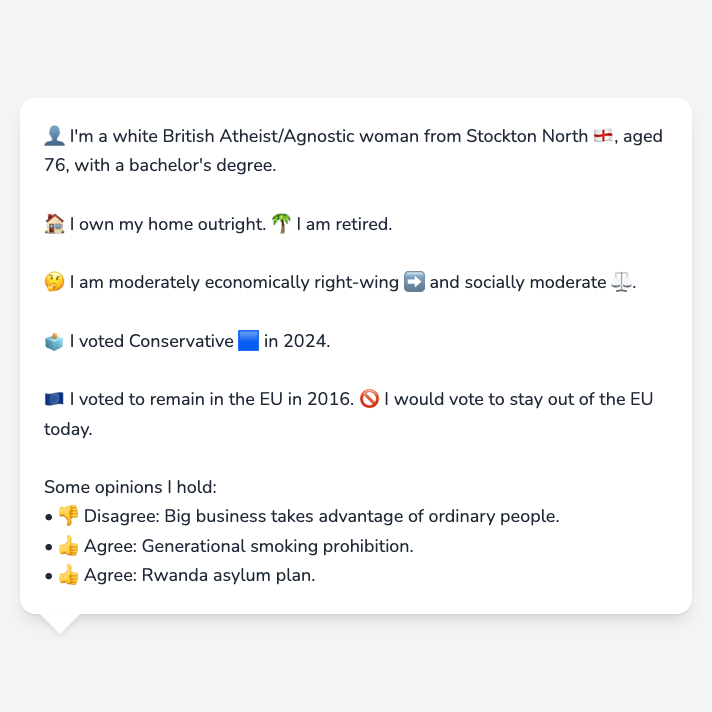 👤 I'm a white British Atheist/Agnostic woman from Stockton North 🏴󠁧󠁢󠁥󠁮󠁧󠁿, aged
76, with a bachelor's degree.
🏠 I own my home outright. 🌴 I am retired.
🤔 I am moderately economically right-wing ➡️ and socially moderate ⚖️.
🗳️ I voted Conservative 🟦 in 2024.
🇪🇺 I voted to remain in the EU in 2016. 🚫 I would vote to stay out of the EU
today.
Some opinions I hold:
• 👎 Disagree: Big business takes advantage of ordinary people.
• 👍 Agree: Generational smoking prohibition.
• 👍 Agree: Rwanda asylum plan.